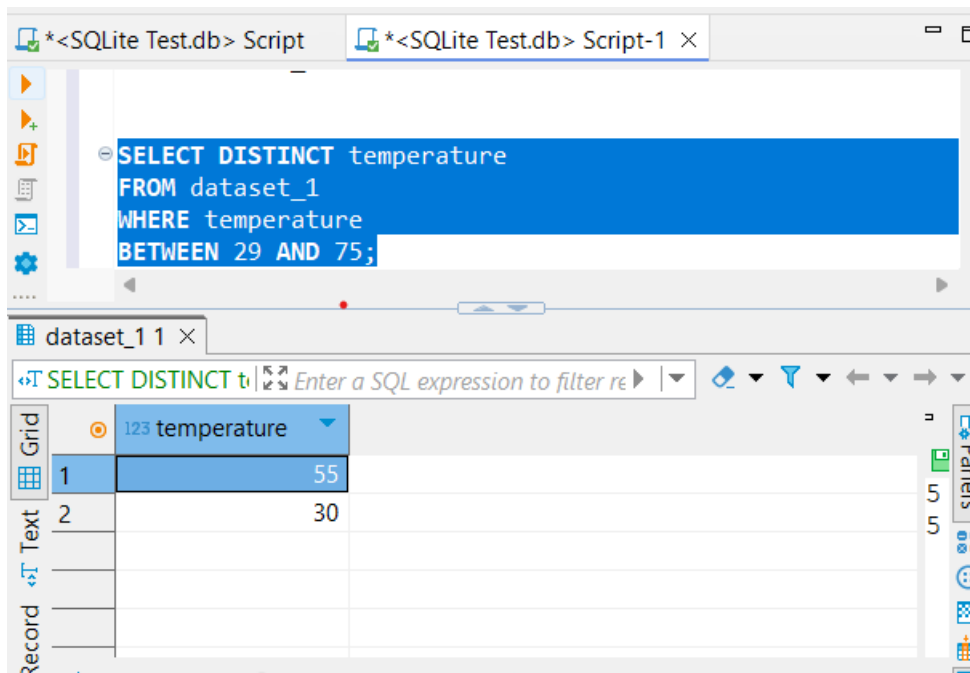 *<SQLite Test.db> Script
*<SQLite Test.db> Script-1
SELECT DISTINCT temperature
FROM dataset_1
WHERE temperature
BETWEEN 29 AND 75;
dataset_1 1
SELECT DISTINCT t
Enter a SQL expression to filter re
Grid
Text
Record
123 temperature
1
55
2
30
5
5
Panels